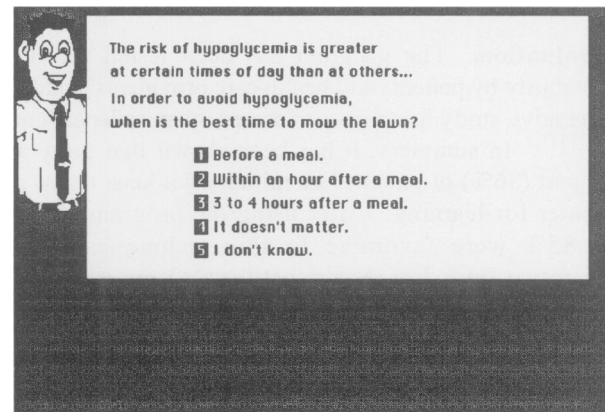 The risk of hypoglycemia is greater
at certain times of day than at others...
In order to avoid hypoglycemia,
when is the best time to mow the lawn?
1 Before a meal.
2 Within an hour after a meal.
3 3 to 4 hours after a meal.
4 It doesn't matter.
5 I don't know.